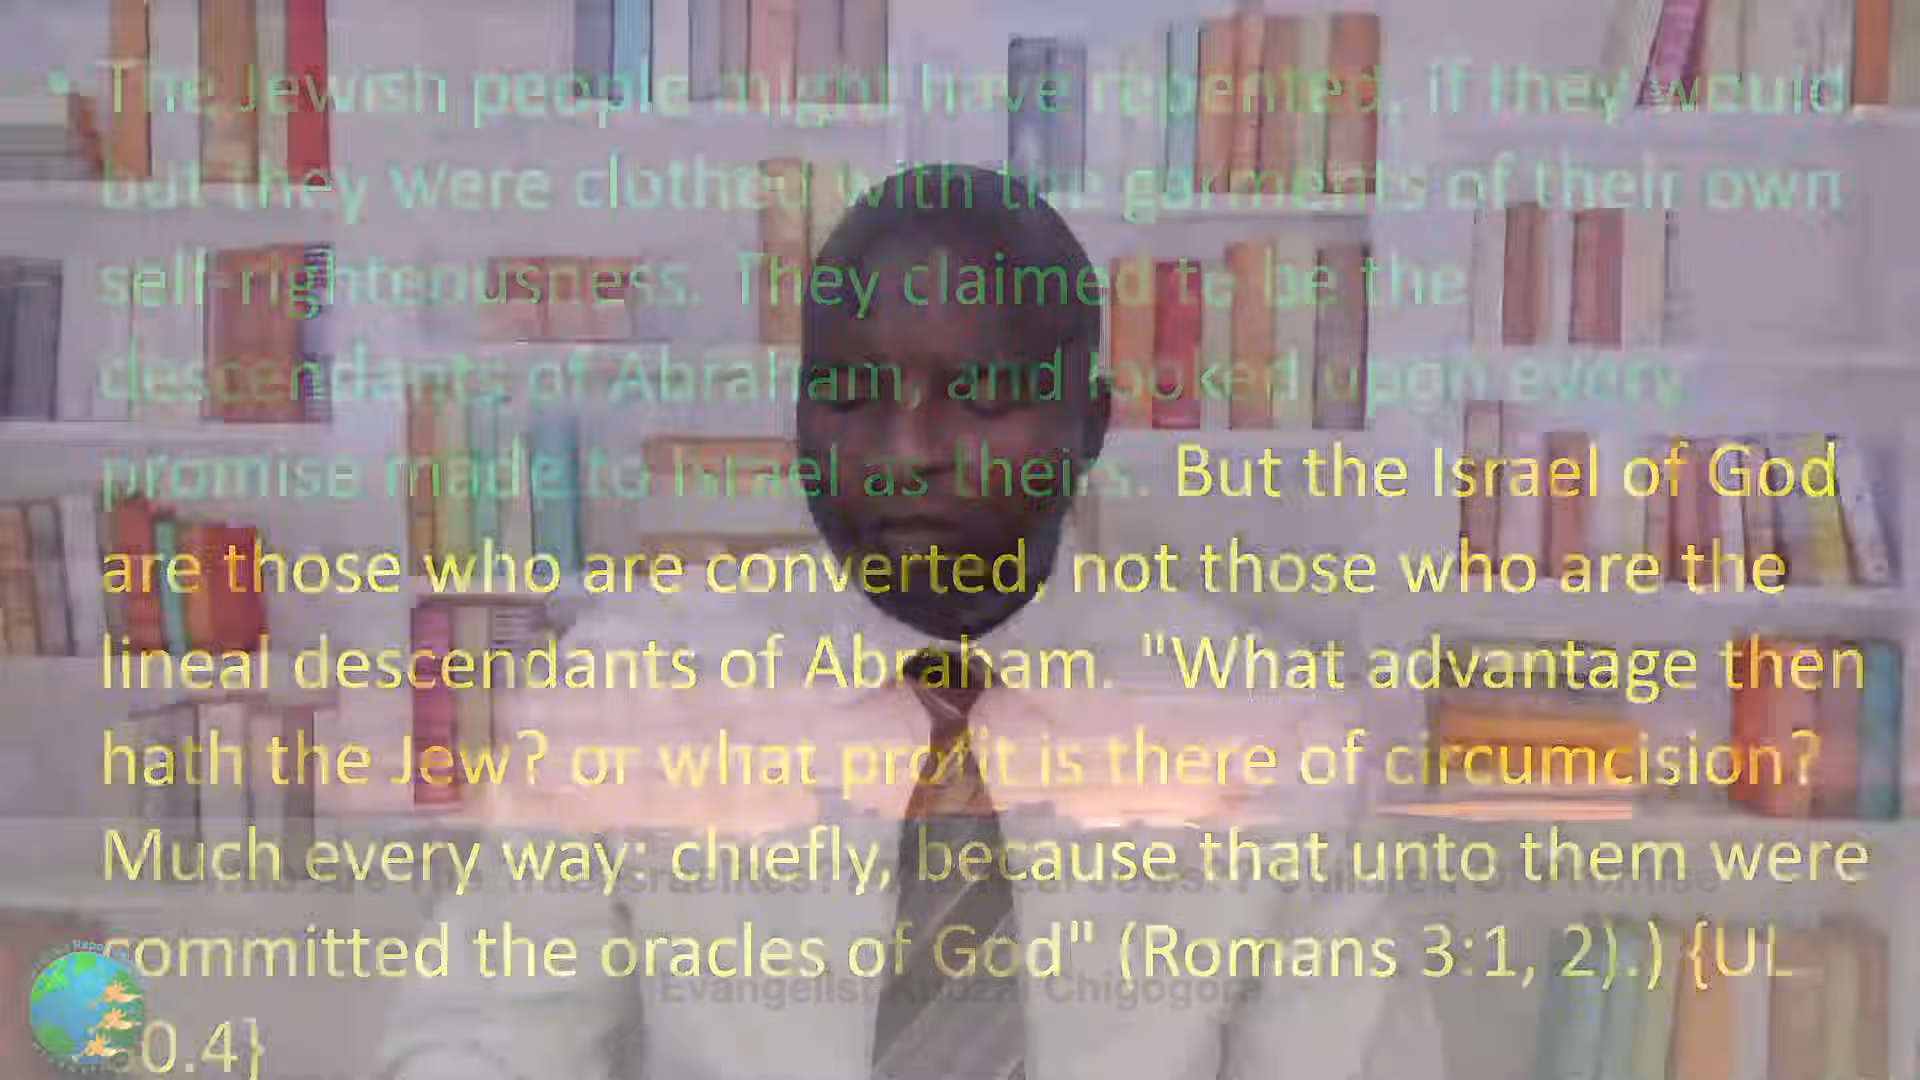 • The Jewish people might have repented, if they would
but they were clothed with the garments of their own
self-righteousness. They claimed to be the
descendants of Abraham, and looked upon every
promise made to Israel as theirs. But the Israel of God
are those who are converted, not those who are the
lineal descendants of Abraham. "What advantage then
hath the Jew? or what profit is there of circumcision?
Much every way: chiefly, because that unto them were
committed the oracles of God" (Romans 3:1, 2).) {UL
0.4}
Evangelist Chigogora